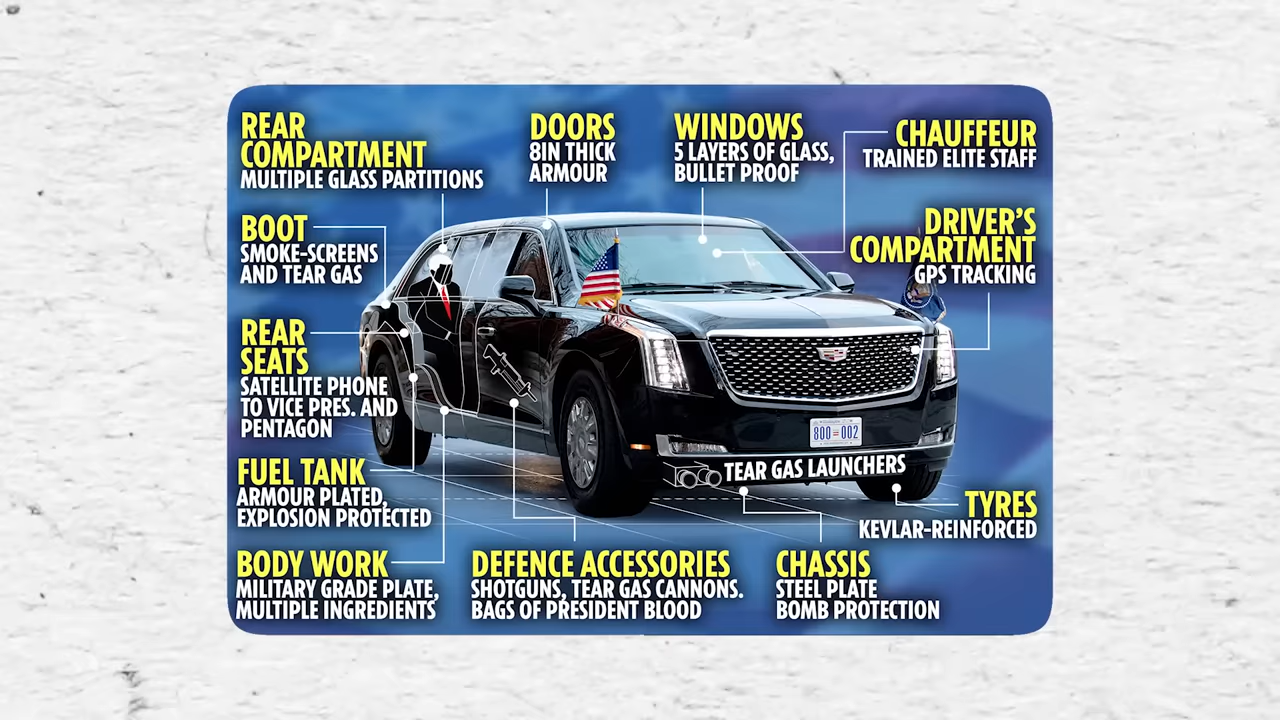 REAR
COMPARTMENT
MULTIPLE GLASS PARTITIONS
DOORS
8IN THICK
ARMOUR
WINDOWS
5 LAYERS OF GLASS,
BULLET PROOF
CHAUFFEUR
TRAINED ELITE STAFF
BOOT
SMOKE-SCREENS
AND TEAR GAS
DRIVER'S
COMPARTMENT
GPS TRACKING
REAR
SEATS
SATELLITE PHONE
TO VICE PRES. AND
PENTAGON
800 002
TEAR GAS LAUNCHERS
FUEL TANK
ARMOUR PLATED,
EXPLOSION PROTECTED
TYRES
KEVLAR-REINFORCED
BODY WORK
MILITARY GRADE PLATE,
MULTIPLE INGREDIENTS
DEFENCE ACCESSORIES
SHOTGUNS, TEAR GAS CANNONS.
BAGS OF PRESIDENT BLOOD
CHASSIS
STEEL PLATE
BOMB PROTECTION